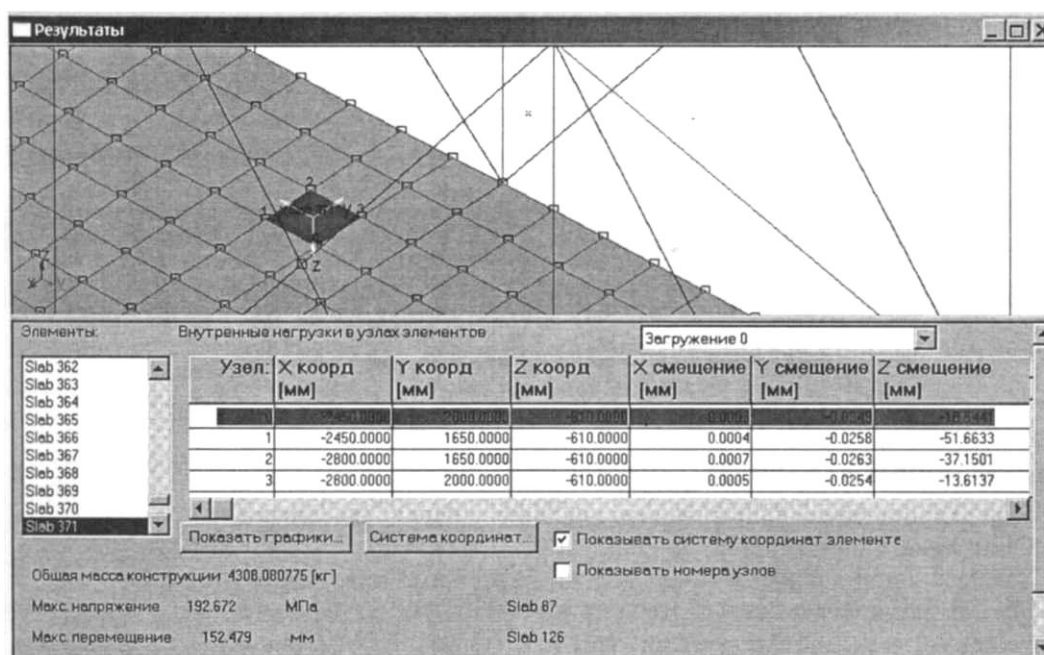 Результаты
2
1
3
Z
Z
X
Y
Элементы:
Внутренные нагрузки в узлах элементов
Загружение 0
Узел:
X коорд [мм]
Y коорд [мм]
Z коорд [мм]
X смещение [мм]
Y смещение [мм]
Z смещение [мм]
Slab 362
Slab 363
Slab 364
Slab 365
Slab 366
Slab 367
Slab 368
Slab 369
Slab 370
Slab 371
1 -2450.0000 1650.0000 -610.0000 0.0004 -0.0258 -51.6633
2 -2800.0000 1650.0000 -610.0000 0.0007 -0.0263 -37.1501
3 -2800.0000 2000.0000 -610.0000 0.0005 -0.0254 -13.6137
Показать графики...
Система координат...
Показывать систему координат элементе
Показывать номера узлов
Общая масса конструкции 4308.080775 [кг]
Макс. напряжение 192.672 МПа Slab 87
Макс. перемещение 152.479 мм Slab 126